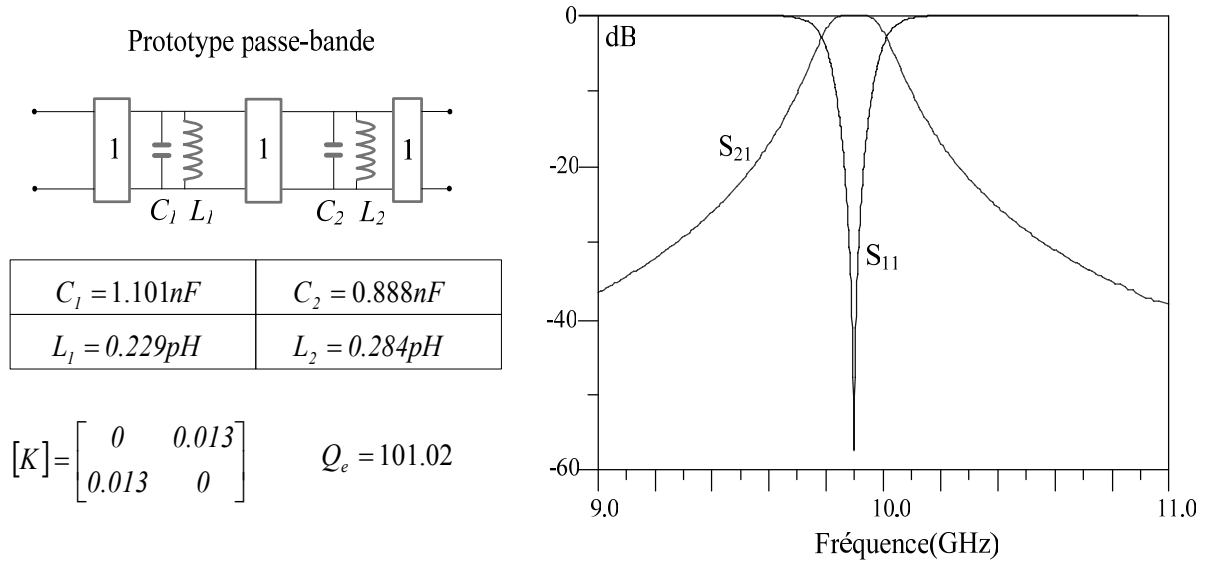 Prototype passe-bande
1 1 1
C₁ L₁ C₂ L₂
C₁ = 1.101nF C₂ = 0.888nF
L₁ = 0.229pH L₂ = 0.284pH
[K] = [0 0.013
0.013 0]
Qₑ = 101.02
0
dB
-20
-40
-60
S₂₁
S₁₁
9.0 10.0 11.0
Fréquence(GHz)